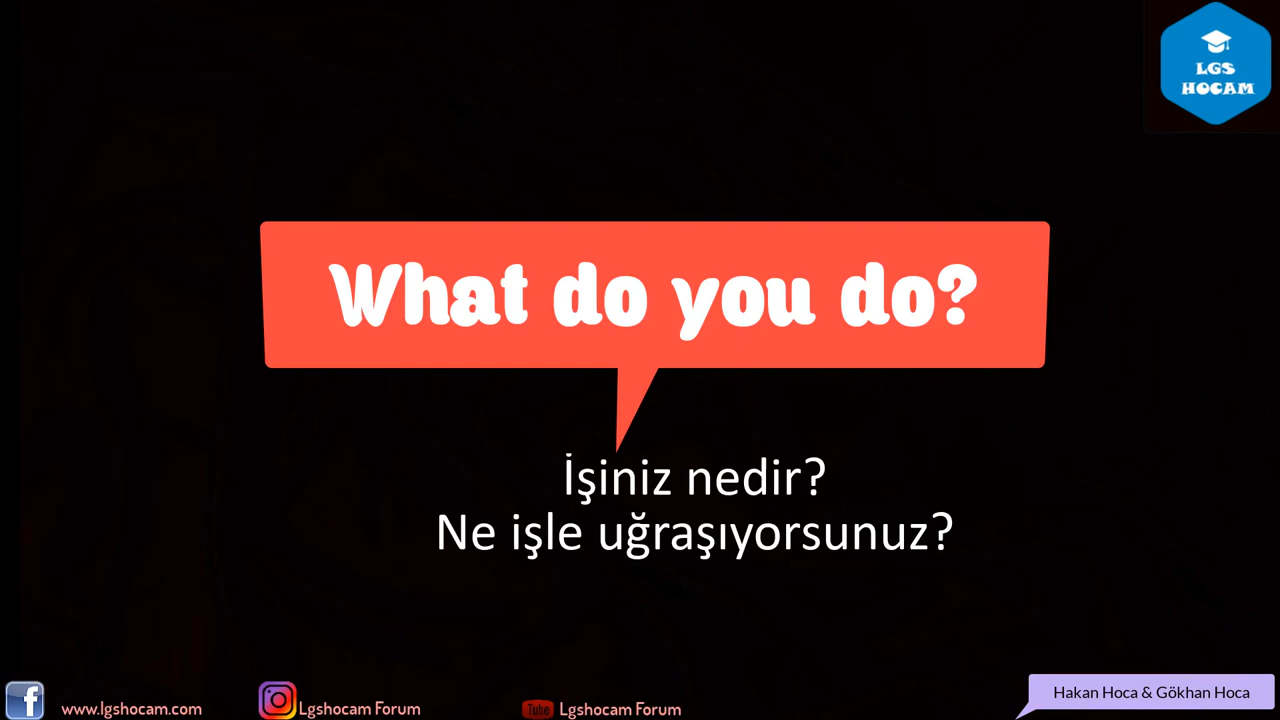 LGS
HOCAM
What do you do?
İşiniz nedir?
Ne işle uğraşıyorsunuz?
f
www.lgshocam.com
Lgshocam Forum
Tube
Lgshocam Forum
Hakan Hoca & Gökhan Hoca